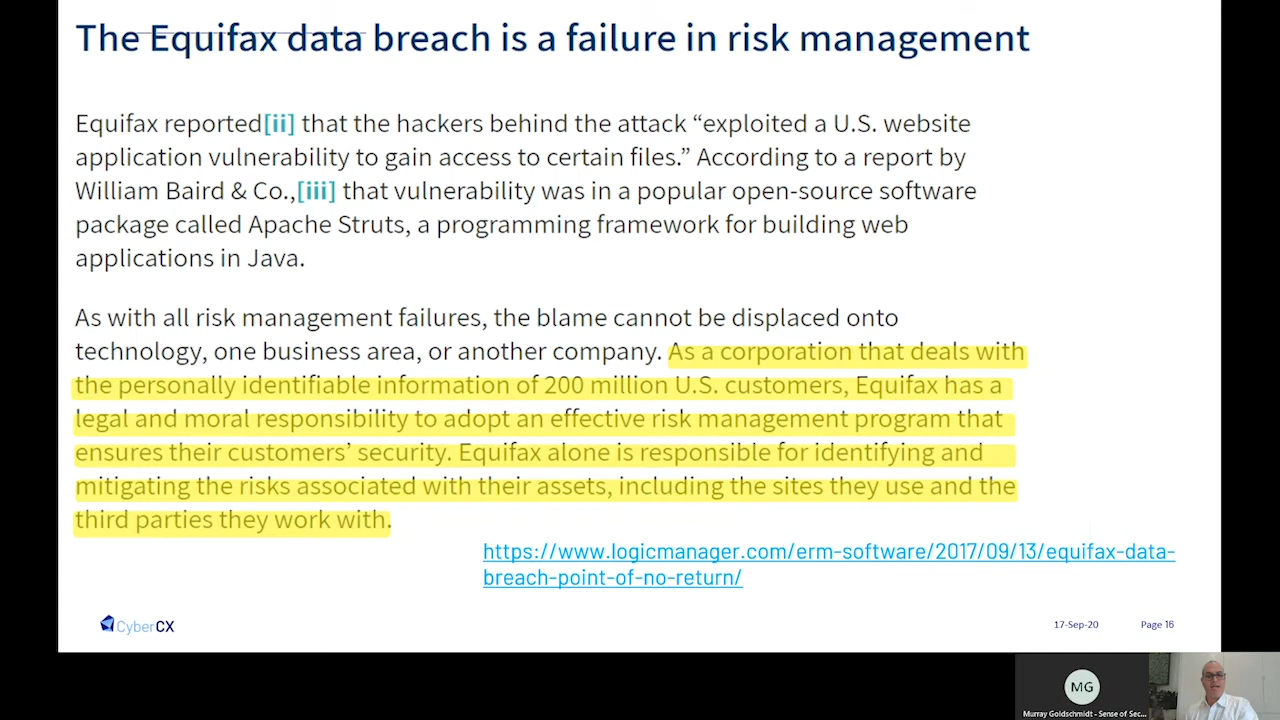 The Equifax data breach is a failure in risk management
Equifax reported[ii] that the hackers behind the attack “exploited a U.S. website
application vulnerability to gain access to certain files.” According to a report by
William Baird & Co.,[iii] that vulnerability was in a popular open-source software
package called Apache Struts, a programming framework for building web
applications in Java.
As with all risk management failures, the blame cannot be displaced onto
technology, one business area, or another company. As a corporation that deals with
the personally identifiable information of 200 million U.S. customers, Equifax has a
legal and moral responsibility to adopt an effective risk management program that
ensures their customers’ security. Equifax alone is responsible for identifying and
mitigating the risks associated with their assets, including the sites they use and the
third parties they work with.
https://www.logicmanager.com/erm-software/2017/09/13/equifax-data-
breach-point-of-no-return/
CyberCX
17-Sep-20
Page 16
MG
Murray Goldschmidt - Sense of Sec...